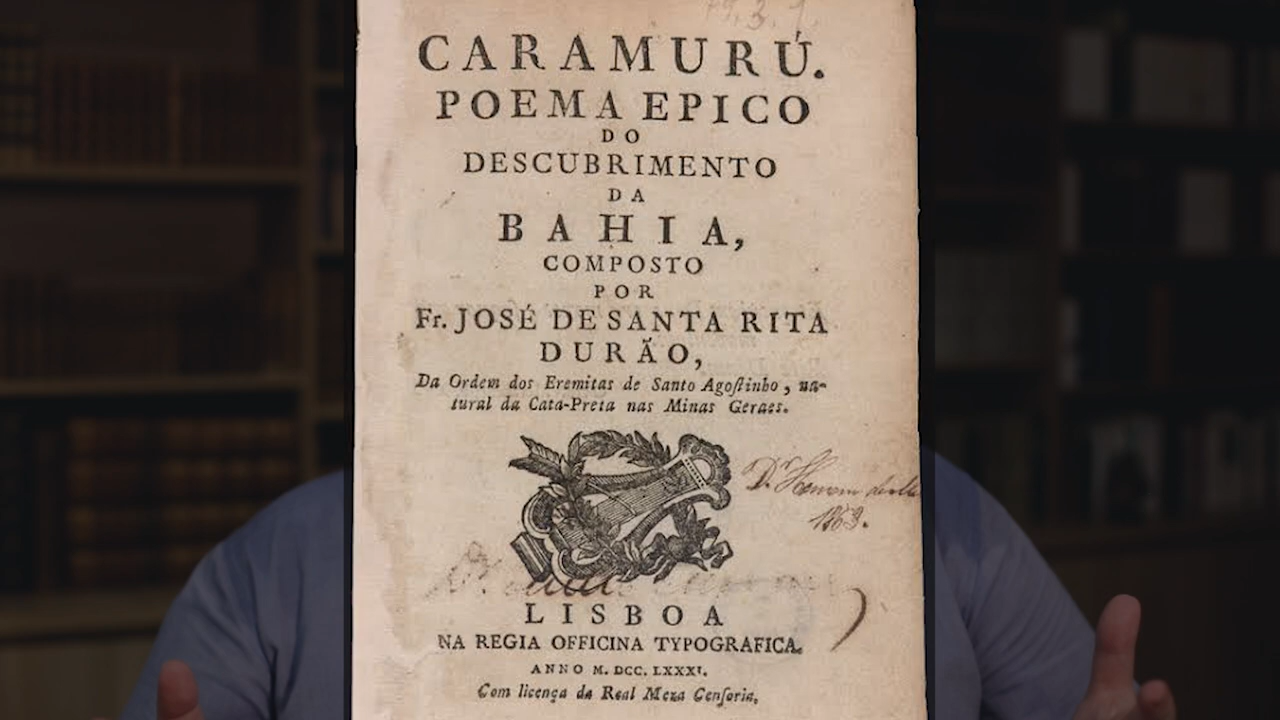 CARAMURÚ.
POEMA EPICO
DO
DESCUBRIMENTO
DA
BAHIA,
COMPOSTO
POR
Fr. JOSÉ DE SANTA RITA
DURÃO,
Da Ordem dos Eremitas de Santo Agoſtinho, na-
tural da Cata-Preta nas Minas Geraes.
LISBOA
NA REGIA OFFICINA TYPOGRAFICA.
ANNO M. DCC. LXXXI.
Com licença da Real Meza Cenſoria.